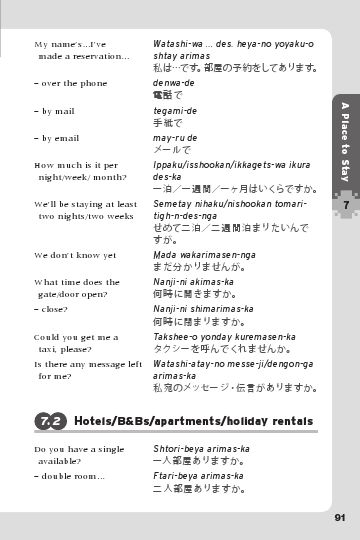 My name's...I've
made a reservation...
Watashi-wa ... des. heya-no yoyaku-o
shtay arimas
私は…です。部屋の予約をしてあります。
– over the phone
denwa-de
電話で
– by mail
tegami-de
手紙で
– by email
may-ru de
メールで
How much is it per
night/week/ month?
Ippaku/isshookan/ikkagets-wa ikura
des-ka
一泊／一週間／一ヶ月はいくらですか。
We'll be staying at least
two nights/two weeks
Semetay nihaku/nishookan tomari-
tigh-n-des-nga
せめて二泊／二週間泊まりたいんで
すが。
We don't know yet
Mada wakarimasen-nga
まだ分かりませんが。
What time does the
gate/door open?
Nanji-ni akimas-ka
何時に開きますか。
– close?
Nanji-ni shimarimas-ka
何時に閉まりますか。
Could you get me a
taxi, please?
Takshee-o yonday kuremasen-ka
タクシーを呼んでくれませんか。
Is there any message left
for me?
Watashi-atay-no messe-ji/dengon-ga
arimas-ka
私宛のメッセージ・伝言がありますか。
7.2 Hotels/B&Bs/apartments/holiday rentals
Do you have a single
available?
Shtori-beya arimas-ka
一人部屋ありますか。
– double room...
Ftari-beya arimas-ka
二人部屋ありますか。
A Place to Stay
7
91